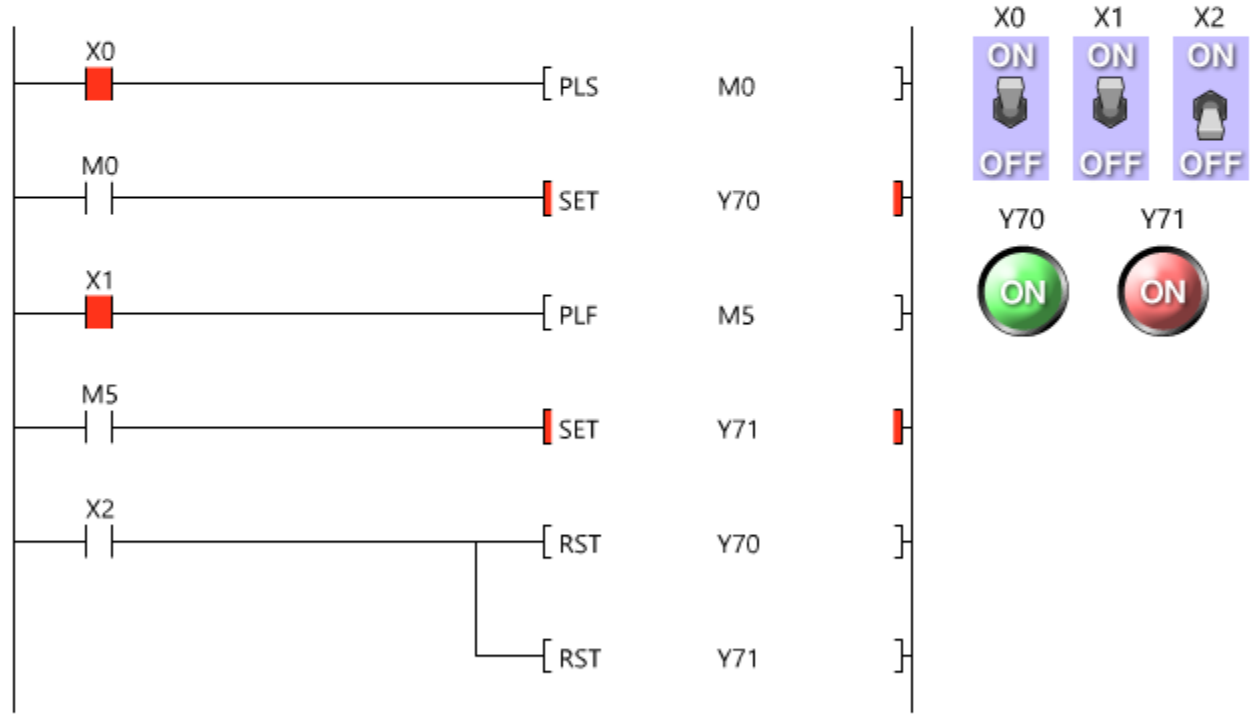 X0 X1 X2
X0 ON ON ON
PLS M0
OFF OFF OFF
M0
SET Y70
Y70 Y71
X1
ON ON
PLF M5
M5
SET Y71
X2
RST Y70
RST Y71